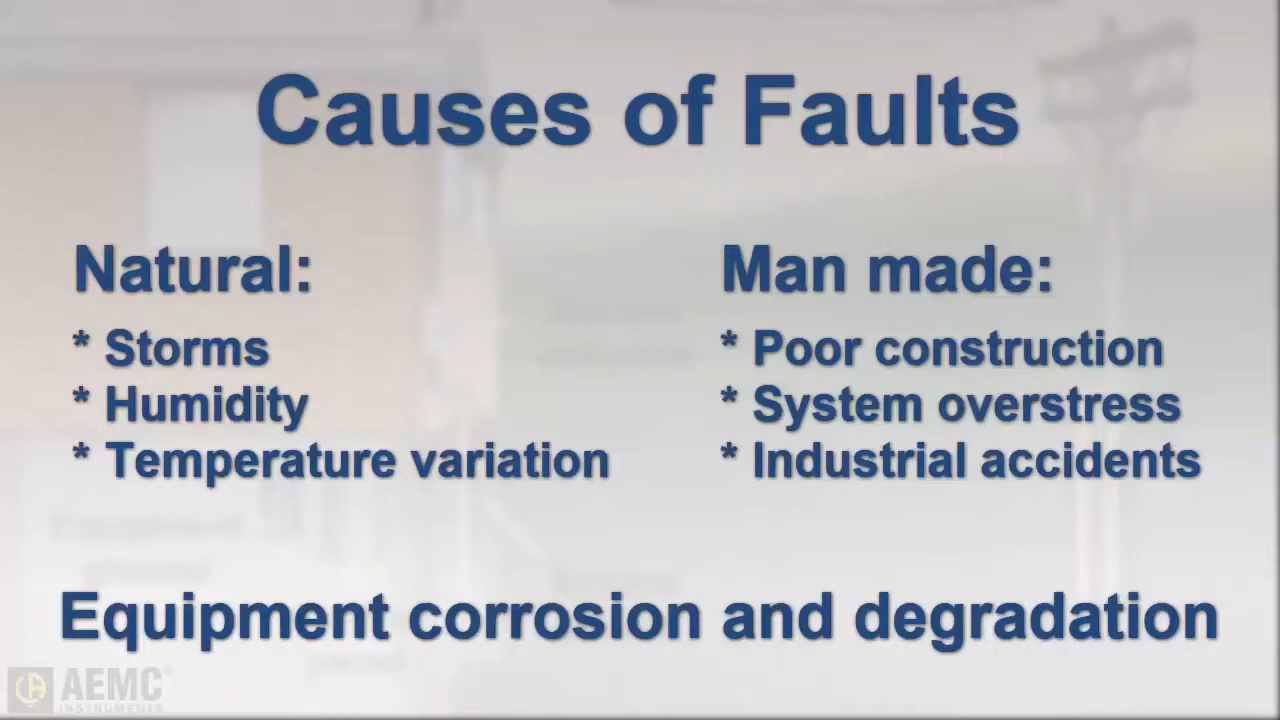 Causes of Faults
Natural:
* Storms
* Humidity
* Temperature variation
Man made:
* Poor construction
* System overstress
* Industrial accidents
Equipment corrosion and degradation
AEMC®
INSTRUMENTS